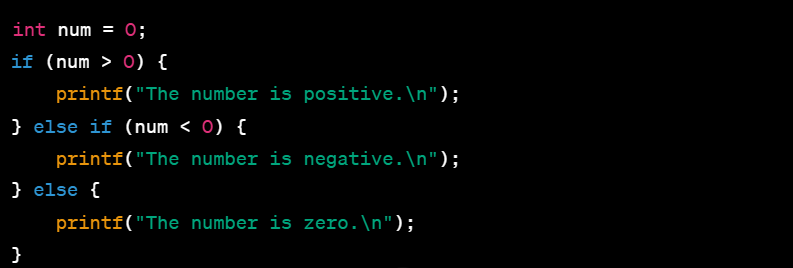 int num = 0;
if (num > 0) {
    printf("The number is positive.\n");
} else if (num < 0) {
    printf("The number is negative.\n");
} else {
    printf("The number is zero.\n");
}